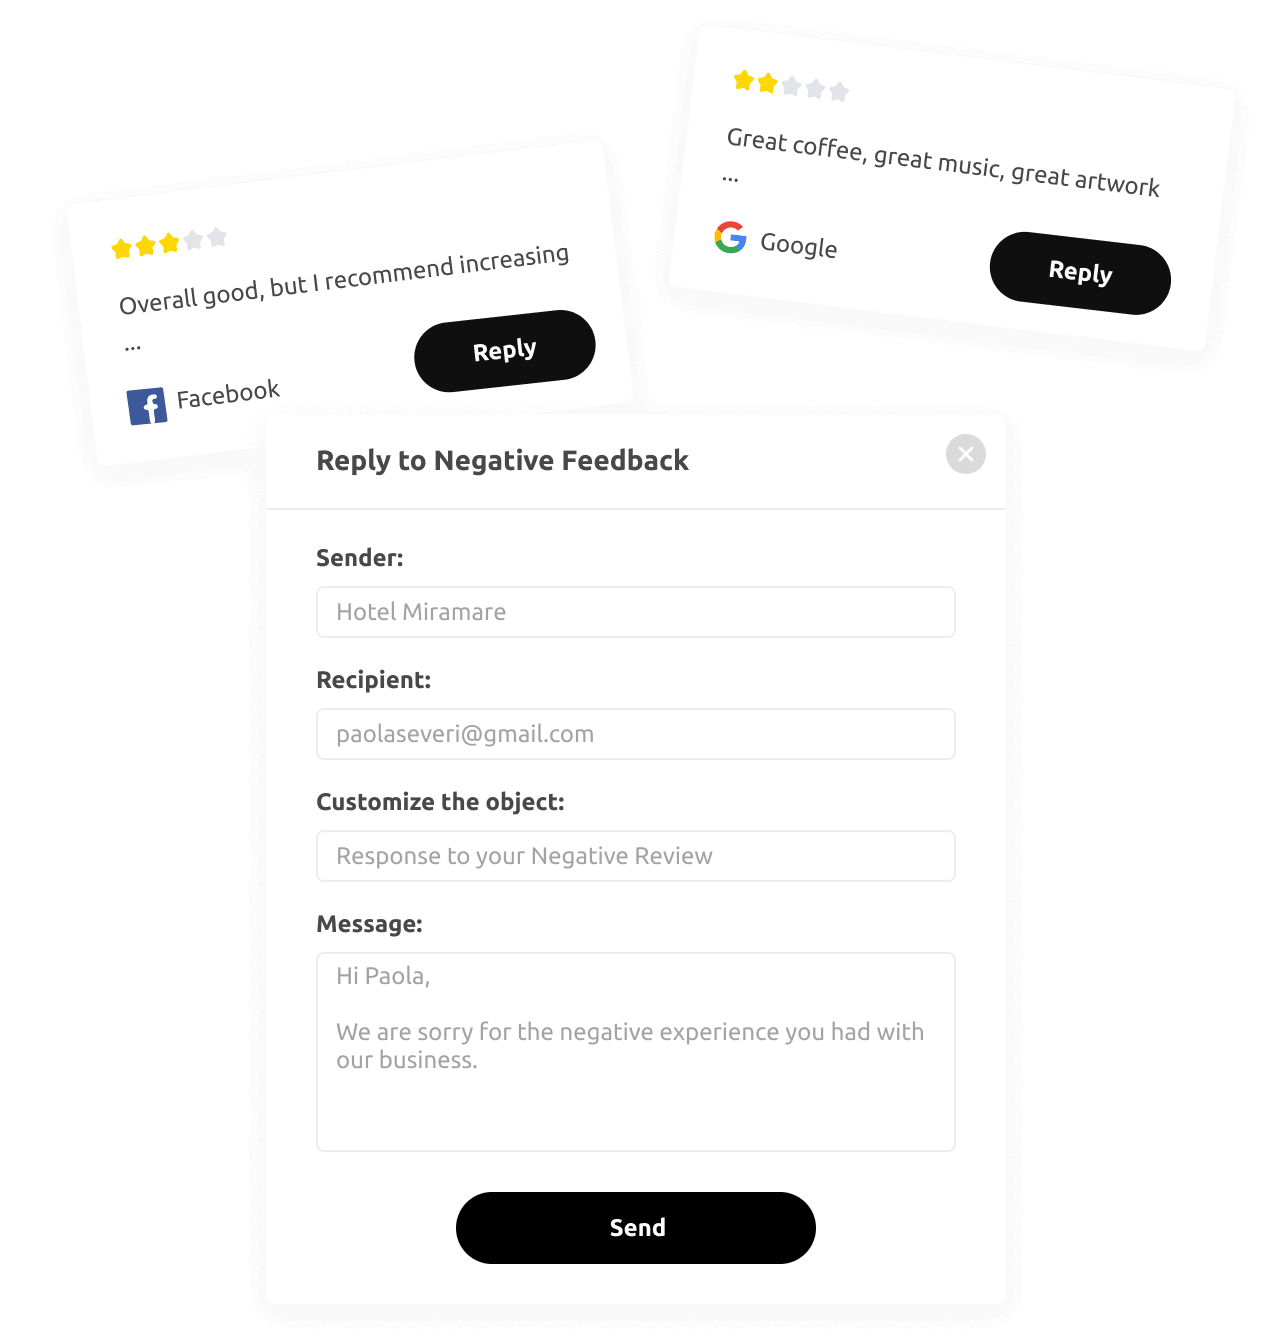 Great coffee, great music, great artwork
...
Google
Reply
Overall good, but I recommend increasing
...
Facebook
Reply
Reply to Negative Feedback
Sender:
Hotel Miramare
Recipient:
paolaseveri@gmail.com
Customize the object:
Response to your Negative Review
Message:
Hi Paola,
We are sorry for the negative experience you had with
our business.
Send